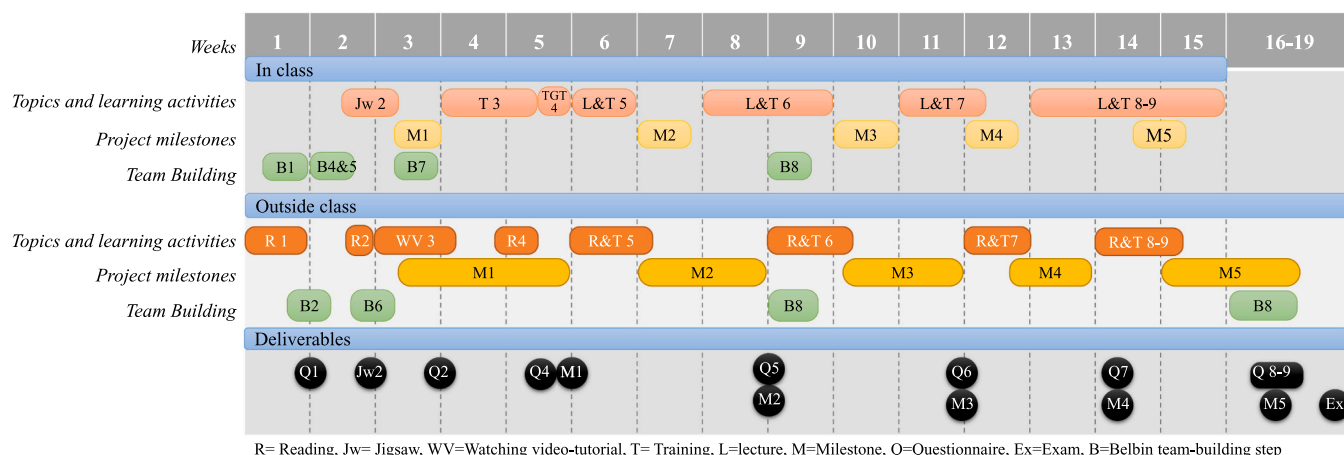 Weeks 1 2 3 4 5 6 7 8 9 10 11 12 13 14 15 16-19
In class
Topics and learning activities Jw 2 T 3 TGT 4 L&T 5 L&T 6 L&T 7 L&T 8-9
Project milestones M1 M2 M3 M4 M5
Team Building B1 B4&5 B7 B8
Outside class
Topics and learning activities R 1 R2 WV 3 R4 R&T 5 R&T 6 R&T7 R&T 8-9
Project milestones M1 M2 M3 M4 M5
Team Building B2 B6 B8 B8
Deliverables
Q1 Jw2 Q2 Q4 M1 Q5 Q6 Q7 Q 8-9
M2 M3 M4 M5 Ex
R= Reading, Jw= Jigsaw, WV=Watching video-tutorial, T= Training, L=lecture, M=Milestone, Q=Questionnaire, Ex=Exam, B=Belbin team-building step